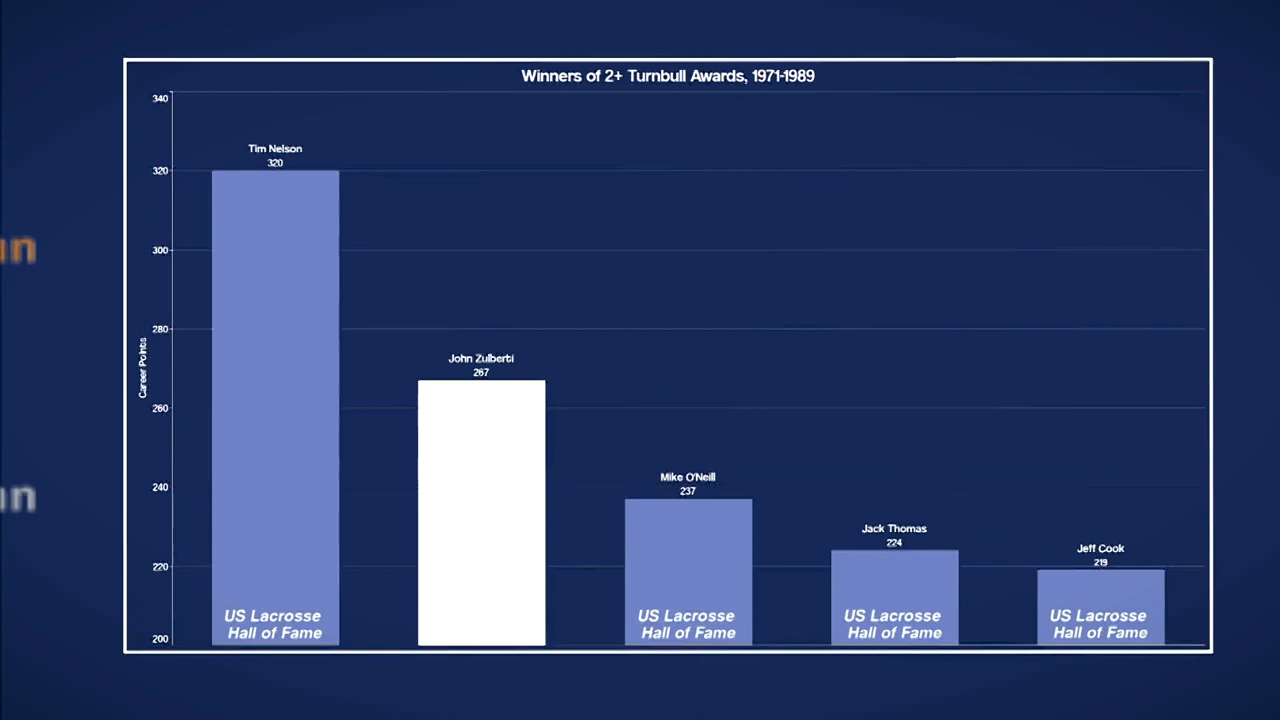 Winners of 2+ Turnbull Awards, 1971-1989
340
320
300
280
260
240
220
200
Career Points
Tim Nelson
320
US Lacrosse
Hall of Fame
John Zulberti
267
Mike O'Neill
237
US Lacrosse
Hall of Fame
Jack Thomas
224
US Lacrosse
Hall of Fame
Jeff Cook
219
US Lacrosse
Hall of Fame